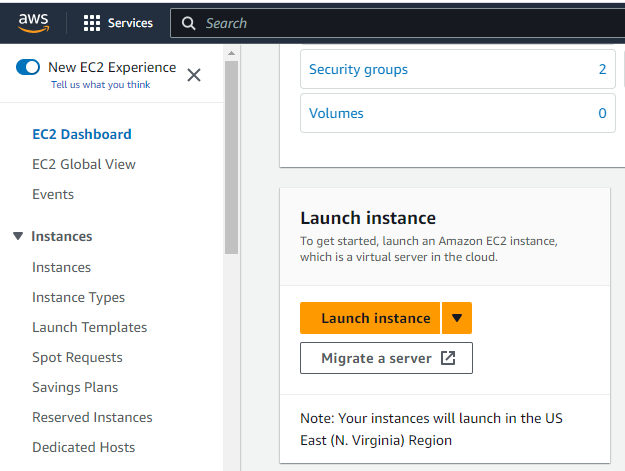 aws
Services
Search
New EC2 Experience
Tell us what you think
EC2 Dashboard
EC2 Global View
Events
Instances
Instances
Instance Types
Launch Templates
Spot Requests
Savings Plans
Reserved Instances
Dedicated Hosts
Security groups 2
Volumes 0
Launch instance
To get started, launch an Amazon EC2 instance,
which is a virtual server in the cloud.
Launch instance
Migrate a server
Note: Your instances will launch in the US
East (N. Virginia) Region